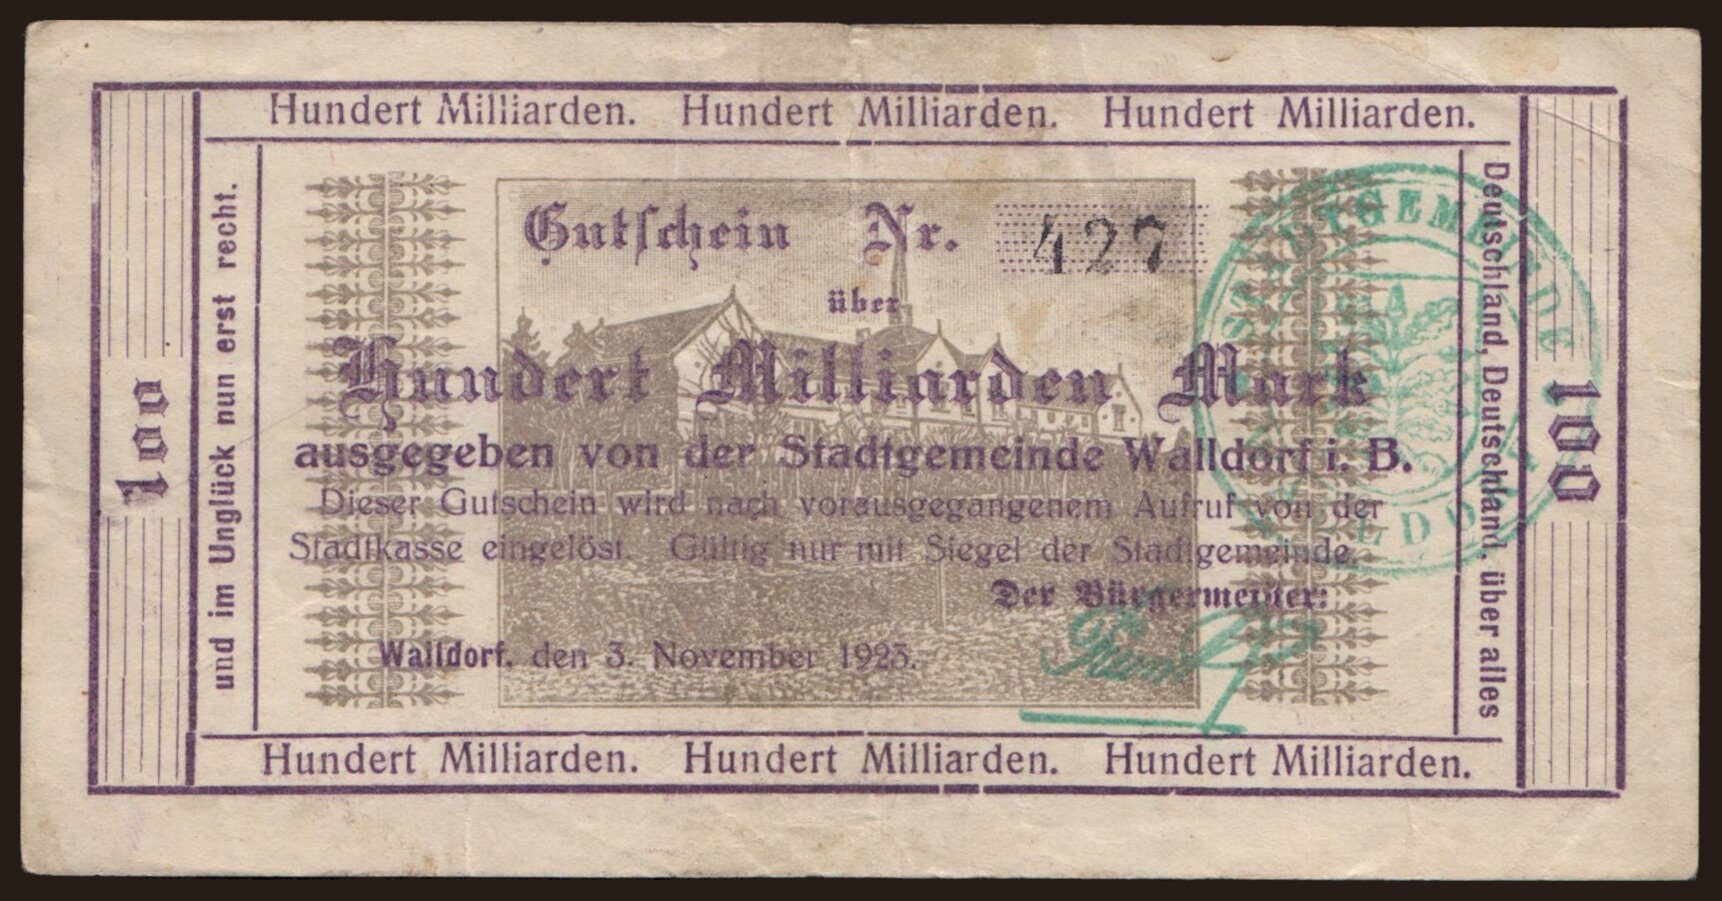 Hundert Milliarden. Hundert Milliarden. Hundert Milliarden.
und im Unglück nun erst recht.
Deutschland, Deutschland, über alles
100
100
Gutschein Nr. 427
über
Hundert Milliarden Mark
ausgegeben von der Stadtgemeinde Walldorf i. B.
Dieser Gutschein wird nach vorausgegangenem Aufruf von der
Stadtkasse eingelöst. Gültig nur mit Siegel der Stadtgemeinde.
Der Bürgermeister:
Walldorf, den 3. November 1923.
STADTGEMEINDE
Hundert Milliarden. Hundert Milliarden. Hundert Milliarden.